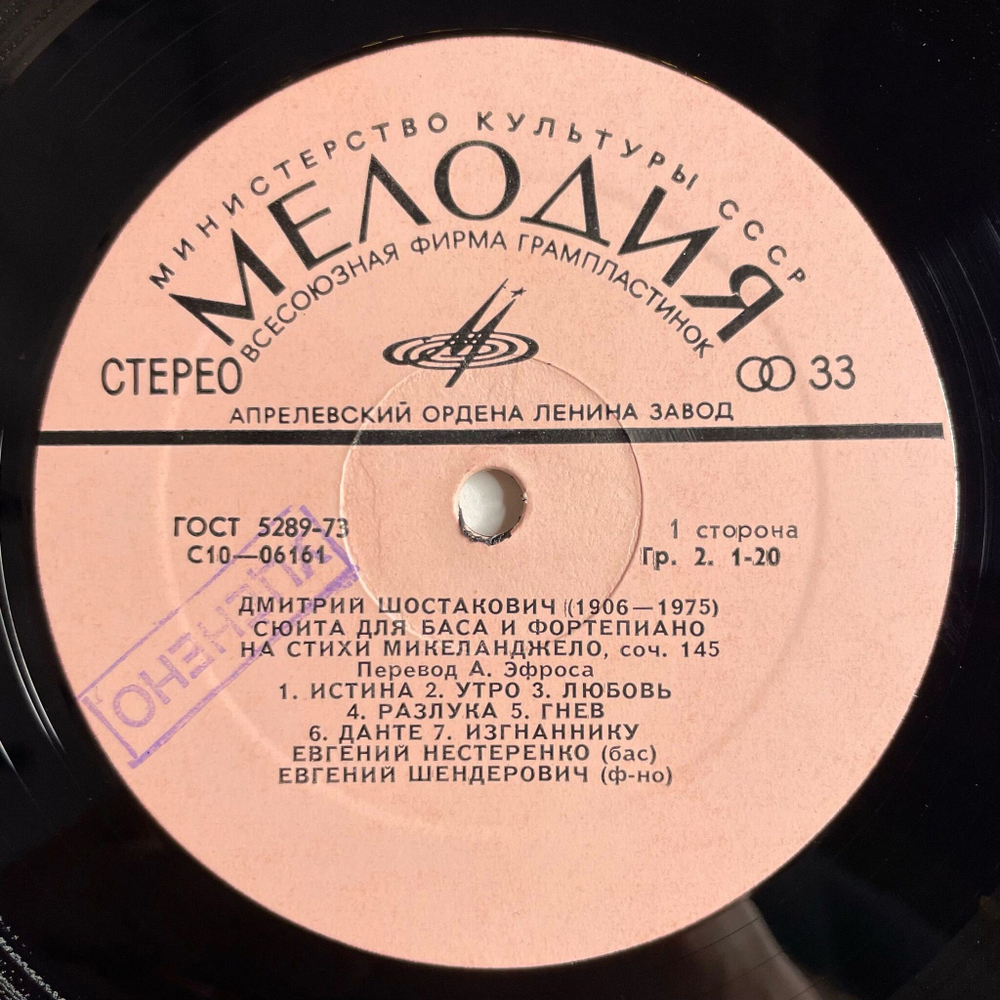 МИНИСТЕРСТВО КУЛЬТУРЫ СССР
МЕЛОДИЯ
ВСЕСОЮЗНАЯ ФИРМА ГРАМПЛАСТИНОК
СТЕРЕО
33
АПРЕЛЕВСКИЙ ОРДЕНА ЛЕНИНА ЗАВОД
ГОСТ 5289-73
1 сторона
С10—06161
Гр. 2. 1-20
УЦЕНЕНО
ДМИТРИЙ ШОСТАКОВИЧ (1906—1975)
СЮИТА ДЛЯ БАСА И ФОРТЕПИАНО
НА СТИХИ МИКЕЛАНДЖЕЛО, соч. 145
Перевод А. Эфроса
1. ИСТИНА 2. УТРО 3. ЛЮБОВЬ
4. РАЗЛУКА 5. ГНЕВ
6. ДАНТЕ 7. ИЗГНАННИКУ
ЕВГЕНИЙ НЕСТЕРЕНКО (бас)
ЕВГЕНИЙ ШЕНДЕРОВИЧ (ф-но)